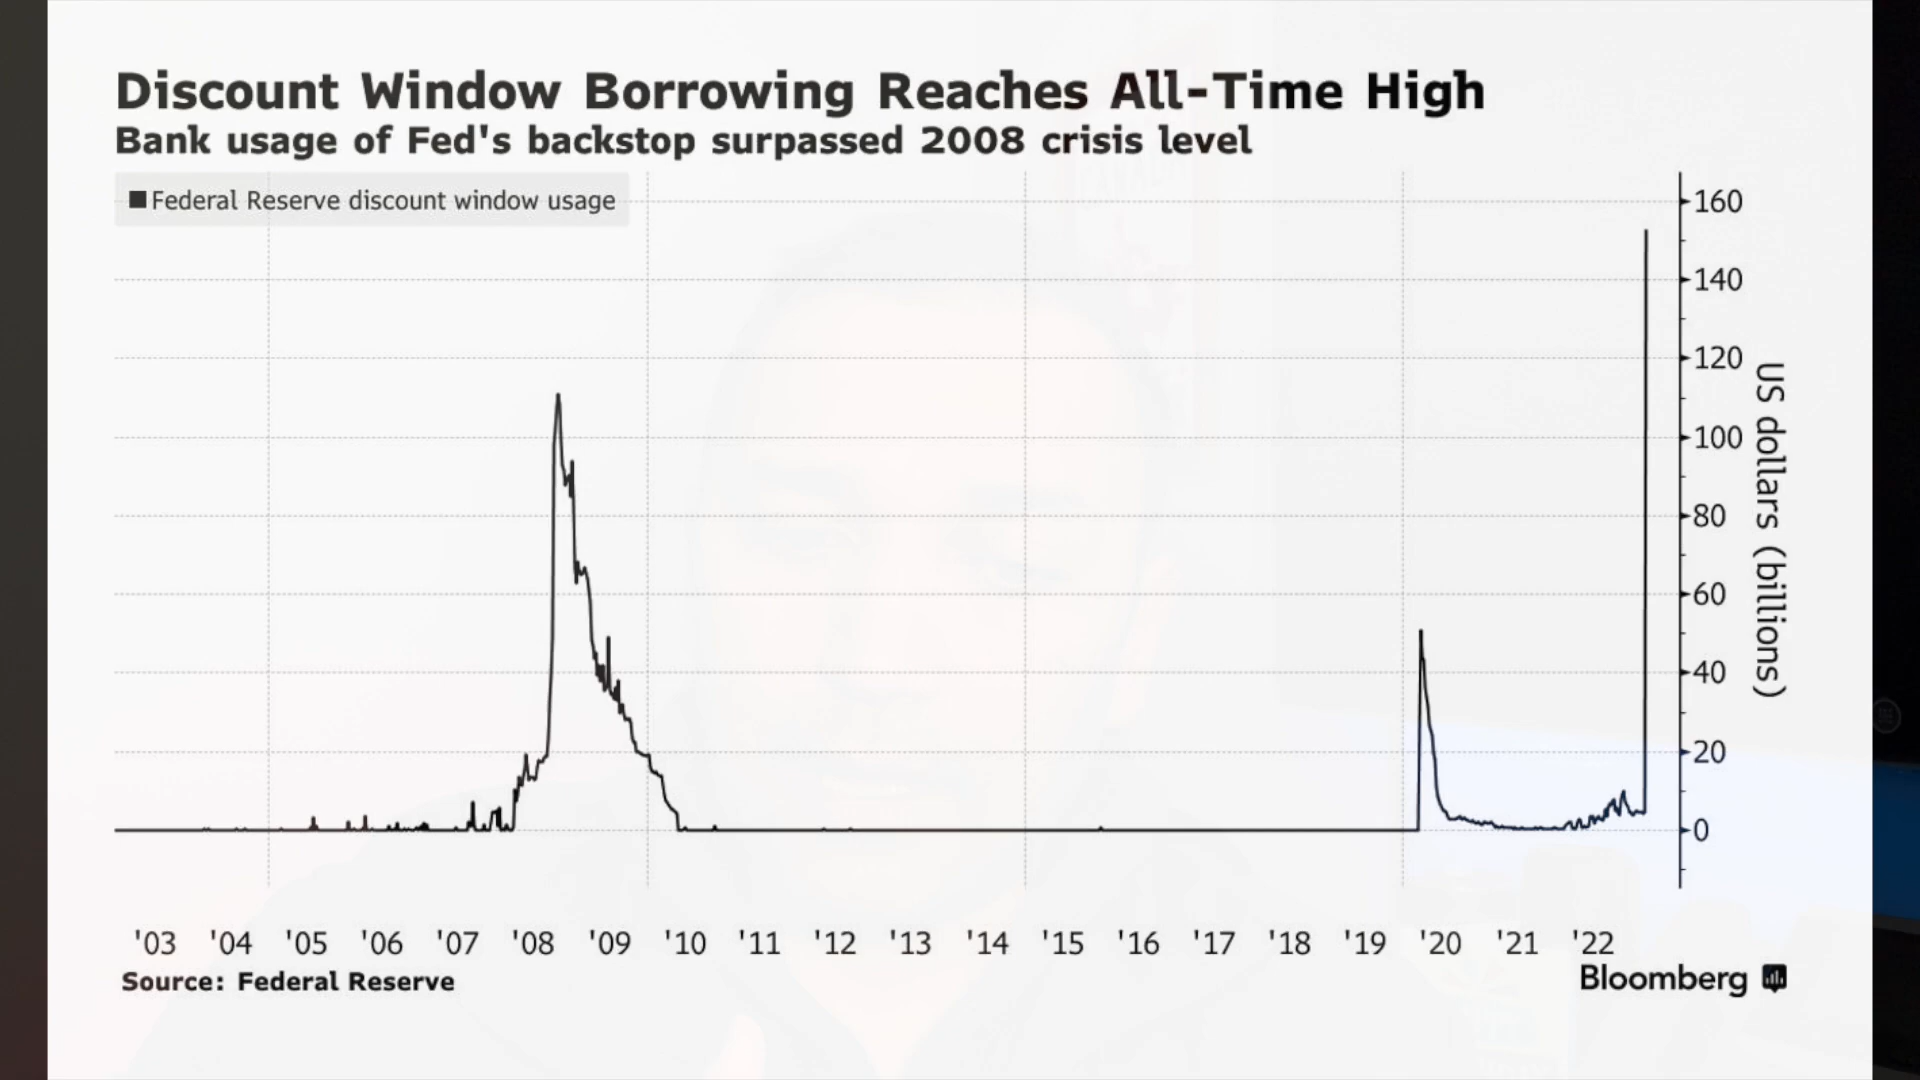 Discount Window Borrowing Reaches All-Time High
Bank usage of Fed's backstop surpassed 2008 crisis level
Federal Reserve discount window usage
160
140
120
100
80
60
40
20
0
US dollars (billions)
'03 '04 '05 '06 '07 '08 '09 '10 '11 '12 '13 '14 '15 '16 '17 '18 '19 '20 '21 '22
Source: Federal Reserve
Bloomberg